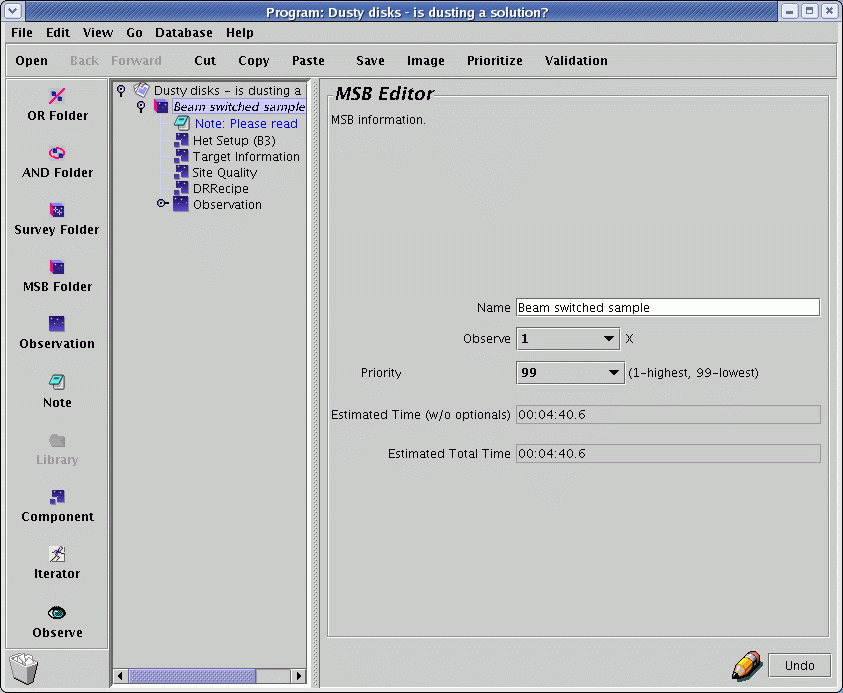 Program: Dusty disks - is dusting a solution?
File Edit View Go Database Help
Open Back Forward Cut Copy Paste Save Image Prioritize Validation
OR Folder
AND Folder
Survey Folder
MSB Folder
Observation
Note
Library
Component
Iterator
Observe
Dusty disks - is dusting a
Beam switched sample
Note: Please read
Het Setup (B3)
Target Information
Site Quality
DRRecipe
Observation
MSB Editor
MSB information.
Name Beam switched sample
Observe 1 X
Priority 99 (1-highest, 99-lowest)
Estimated Time (w/o optionals) 00:04:40.6
Estimated Total Time 00:04:40.6
Undo